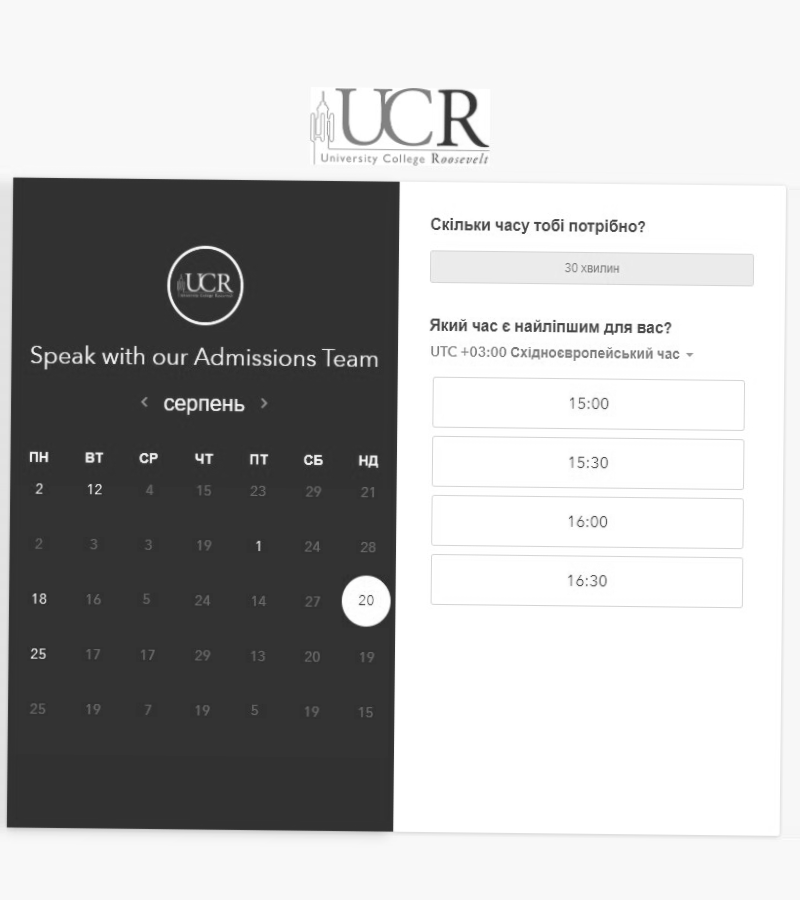 UCR
University College Roosevelt
UCR
Speak with our Admissions Team
серпень
ПН ВТ СР ЧТ ПТ СБ НД
2 12 4 15 23 29 21
2 3 3 19 1 24 28
18 16 5 24 14 27 20
25 17 17 29 13 20 19
25 19 7 19 5 19 15
Скільки часу тобі потрібно?
30 хвилин
Який час є найліпшим для вас?
UTC +03:00 Східноєвропейський час
15:00
15:30
16:00
16:30